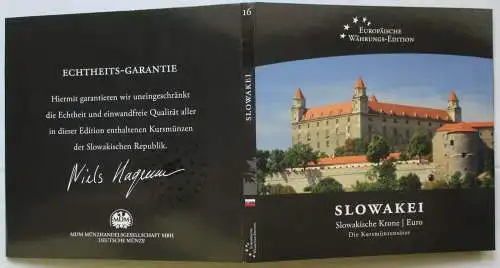 ECHTHEITS-GARANTIE
Hiermit garantieren wir uneingeschränkt
die Echtheit und einwandfreie Qualität aller
in dieser Edition enthaltenen Kursmünzen
der Slowakischen Republik.
Niels
MDM
MDM MÜNZHANDELSGESELLSCHAFT MBH
DEUTSCHE MÜNZE
16
SLOWAKEI
EUROPÄISCHE
WÄHRUNGS-EDITION
SLOWAKEI
Slowakische Krone | Euro
Die Kursmünzensätze